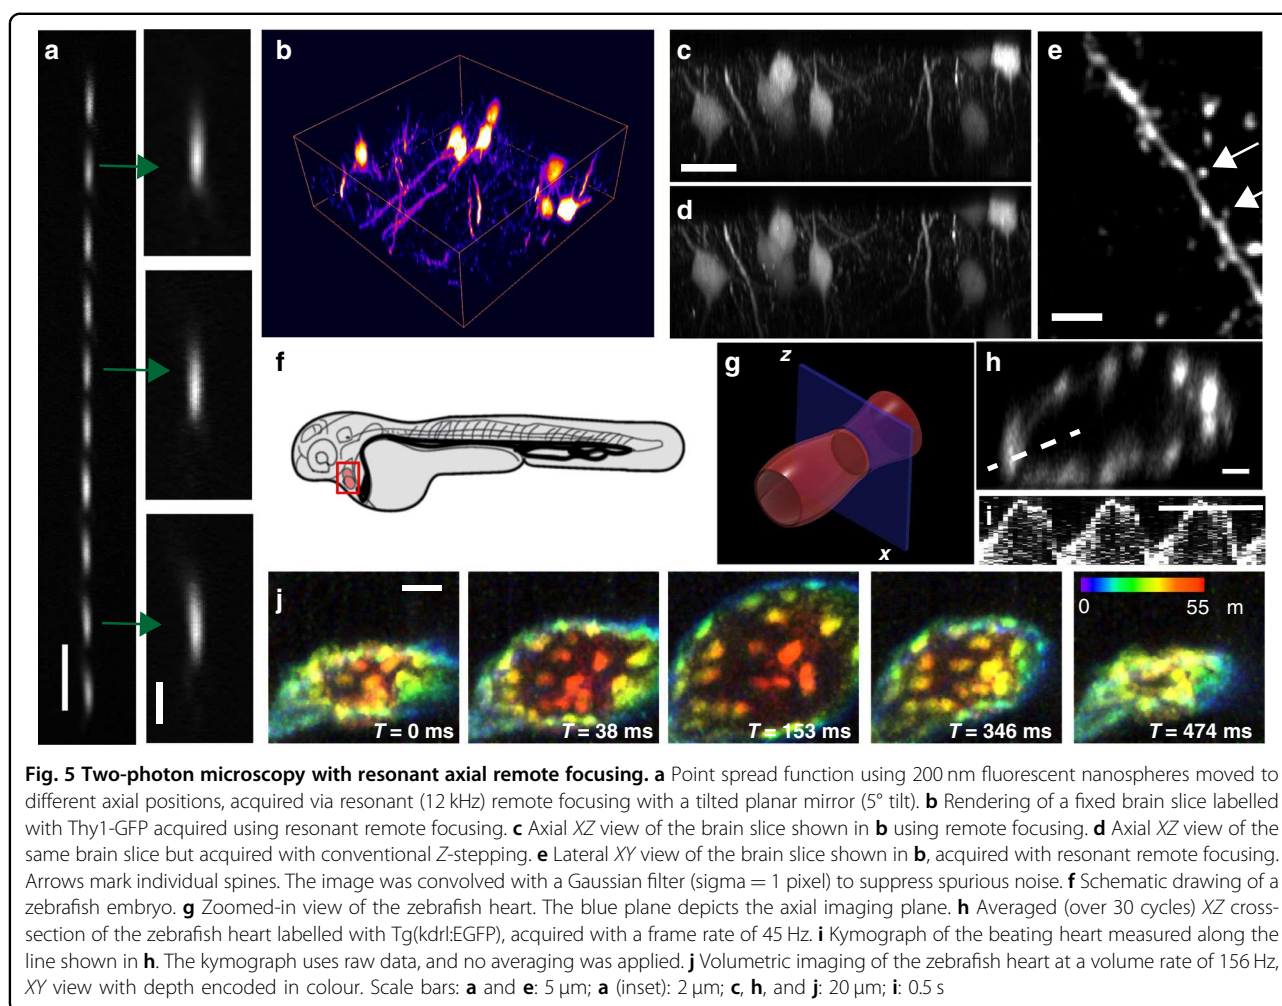 a
b
c
d
e
f
g
z
x
h
i
j
0
55 m
T = 0 ms
T = 38 ms
T = 153 ms
T = 346 ms
T = 474 ms
Fig. 5 Two-photon microscopy with resonant axial remote focusing. a Point spread function using 200 nm fluorescent nanospheres moved to
different axial positions, acquired via resonant (12 kHz) remote focusing with a tilted planar mirror (5° tilt). b Rendering of a fixed brain slice labelled
with Thy1-GFP acquired using resonant remote focusing. c Axial XZ view of the brain slice shown in b using remote focusing. d Axial XZ view of the
same brain slice but acquired with conventional Z-stepping. e Lateral XY view of the brain slice shown in b, acquired with resonant remote focusing.
Arrows mark individual spines. The image was convolved with a Gaussian filter (sigma = 1 pixel) to suppress spurious noise. f Schematic drawing of a
zebrafish embryo. g Zoomed-in view of the zebrafish heart. The blue plane depicts the axial imaging plane. h Averaged (over 30 cycles) XZ cross-
section of the zebrafish heart labelled with Tg(kdrl:EGFP), acquired with a frame rate of 45 Hz. i Kymograph of the beating heart measured along the
line shown in h. The kymograph uses raw data, and no averaging was applied. j Volumetric imaging of the zebrafish heart at a volume rate of 156 Hz,
XY view with depth encoded in colour. Scale bars: a and e: 5 μm; a (inset): 2 μm; c, h, and j: 20 μm; i: 0.5 s